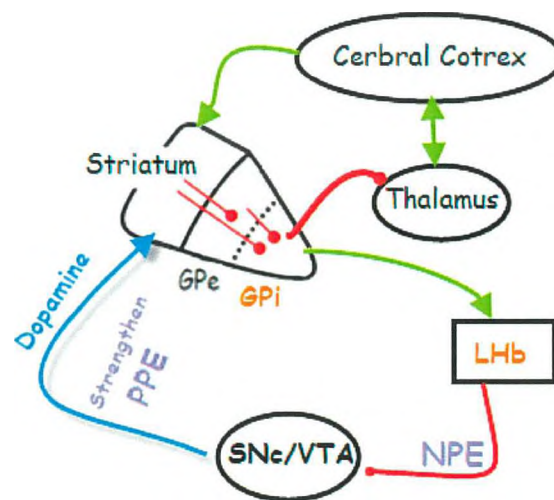 Cerbral Cotrex
Striatum
Thalamus
GPe
GPi
Dopamine
Strengthen
PPE
LHb
SNc/VTA
NPE